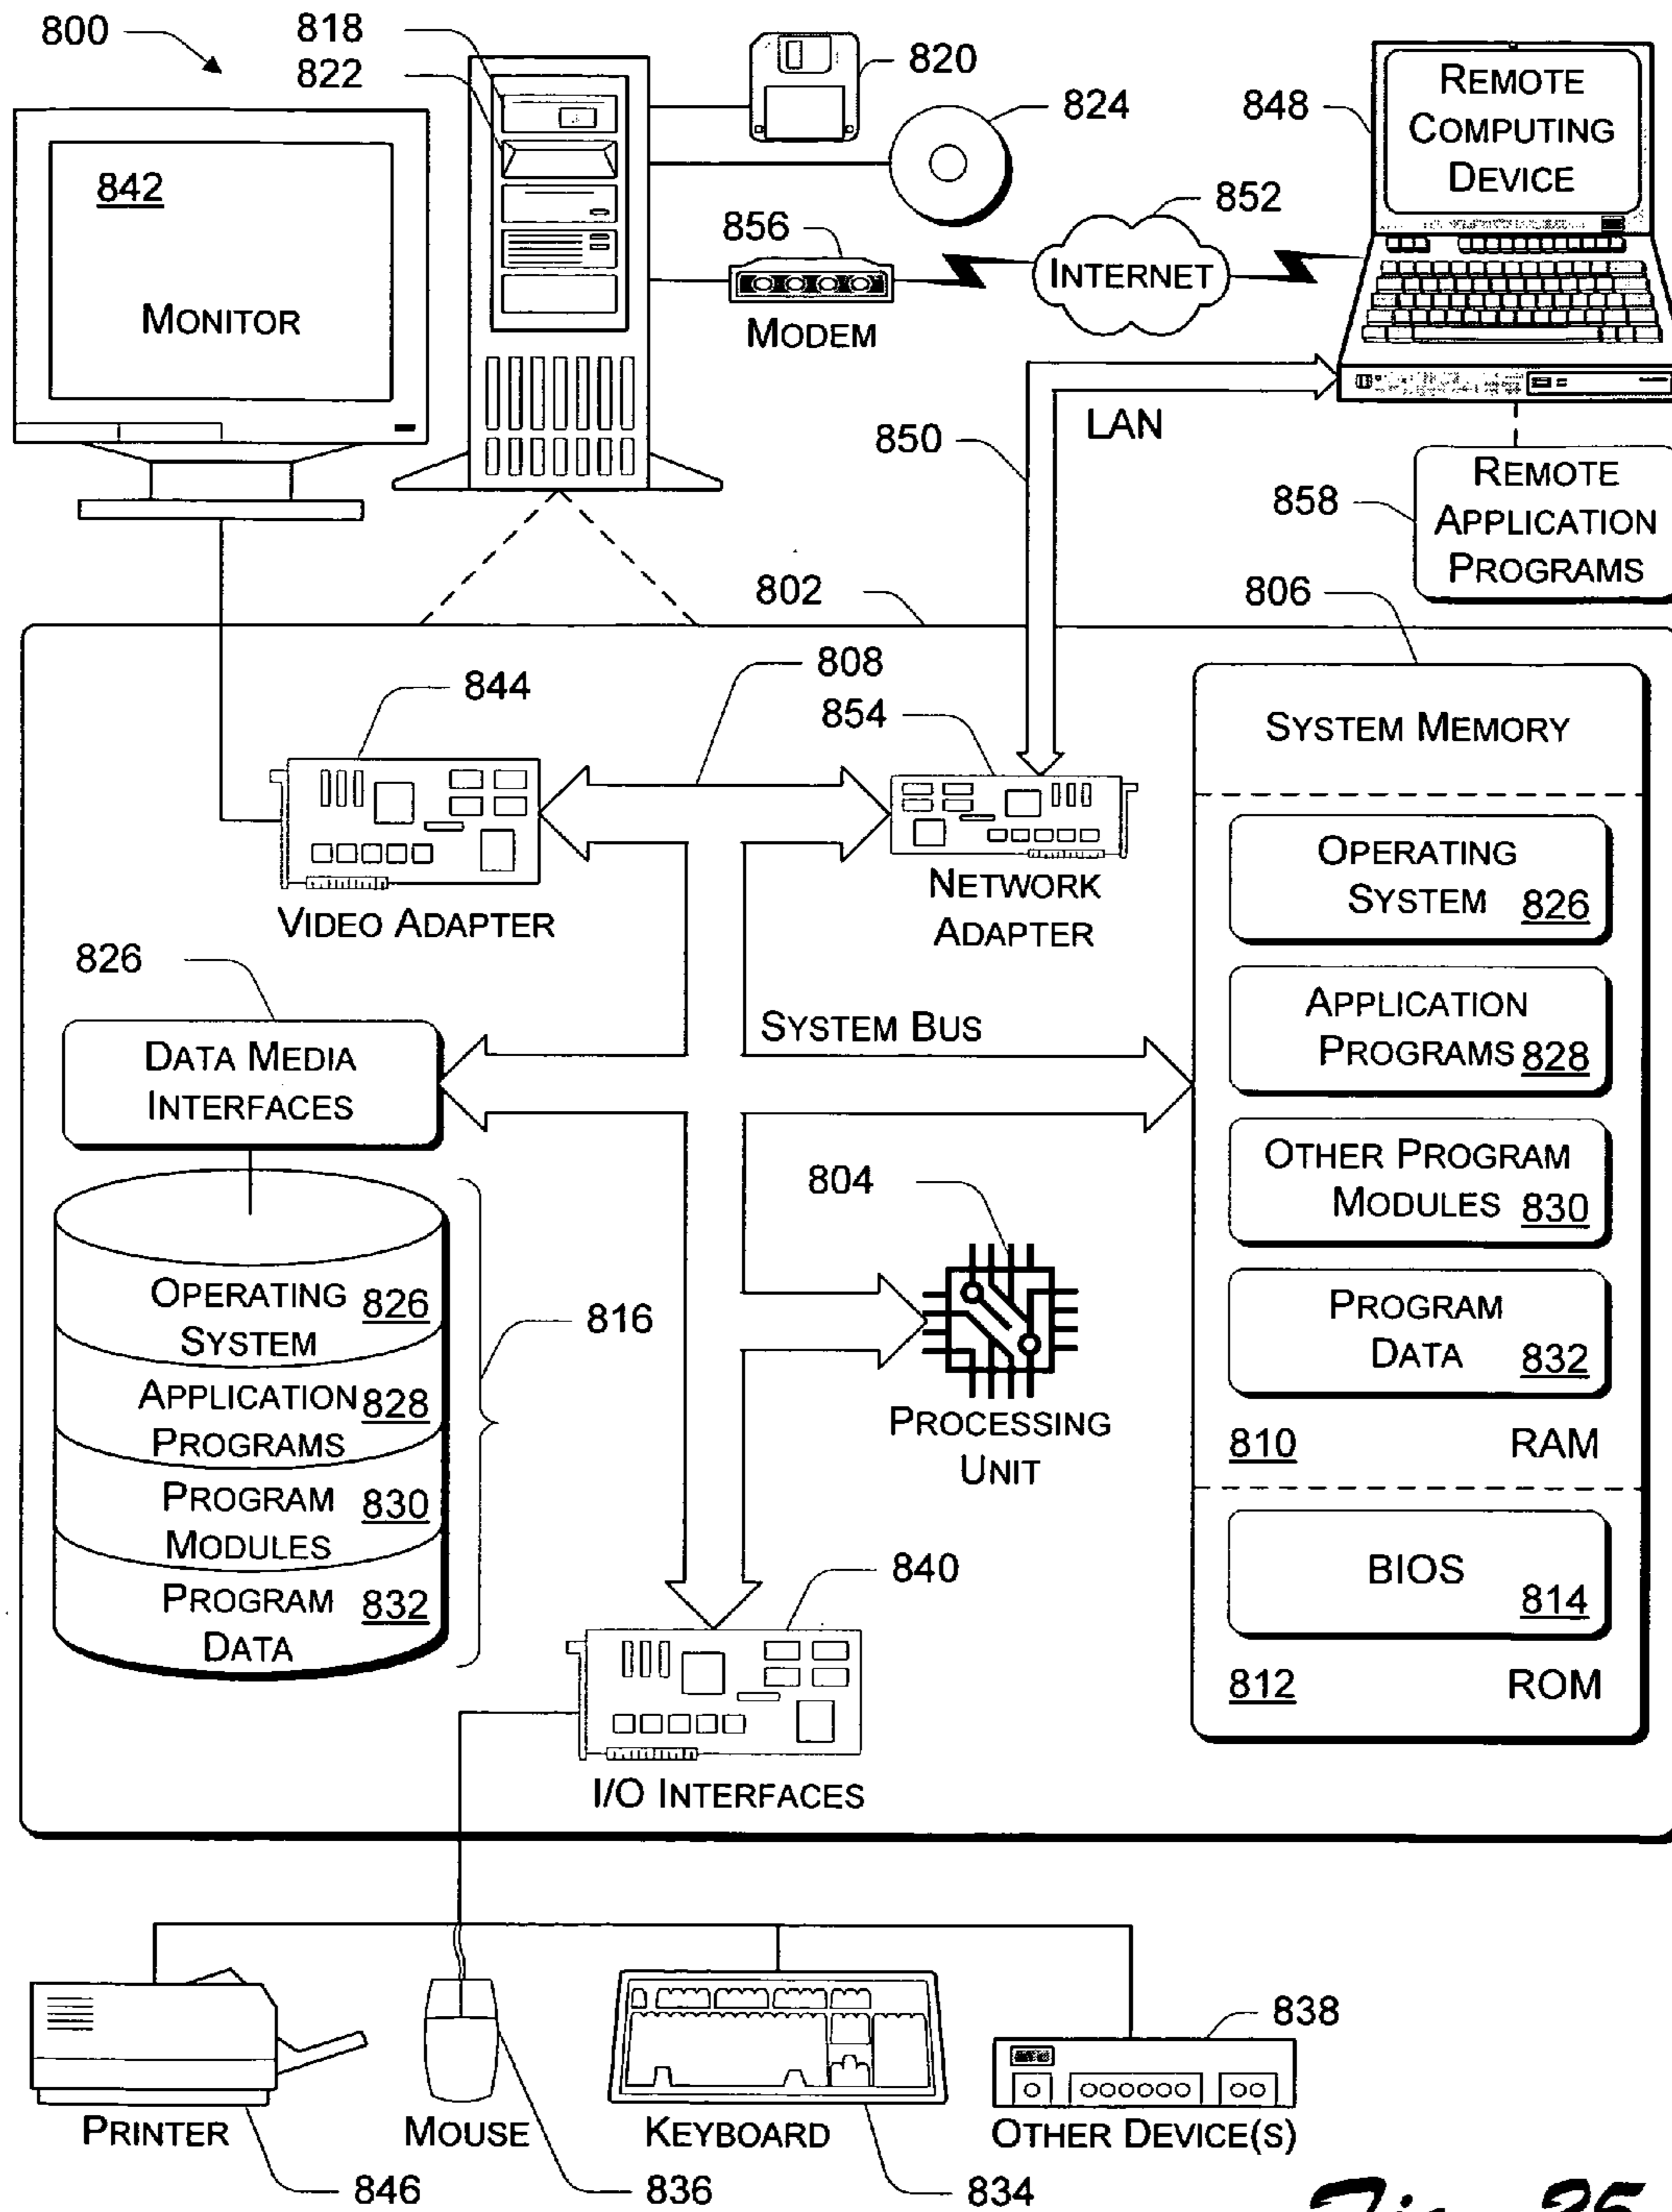 800
818
822
820
824
848
REMOTE
COMPUTING
DEVICE
842
MONITOR
856
MODEM
852
INTERNET
850
LAN
858
REMOTE
APPLICATION
PROGRAMS
802
806
844
808
854
VIDEO ADAPTER
NETWORK
ADAPTER
SYSTEM MEMORY
OPERATING
SYSTEM 826
APPLICATION
PROGRAMS 828
OTHER PROGRAM
MODULES 830
PROGRAM
DATA 832
810 RAM
BIOS 814
812 ROM
826
DATA MEDIA
INTERFACES
SYSTEM BUS
OPERATING 826
SYSTEM
APPLICATION 828
PROGRAMS
PROGRAM 830
MODULES
PROGRAM 832
DATA
816
804
PROCESSING
UNIT
840
I/O INTERFACES
PRINTER
846
MOUSE
836
KEYBOARD
834
838
OTHER DEVICE(S)
Fig. 25